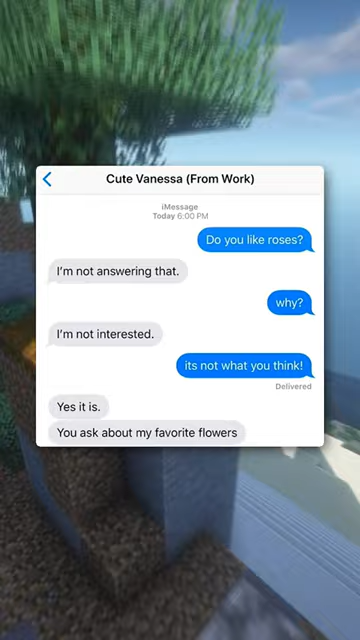 Cute Vanessa (From Work)
iMessage
Today 6:00 PM
Do you like roses?
I'm not answering that.
why?
I'm not interested.
its not what you think!
Delivered
Yes it is.
You ask about my favorite flowers